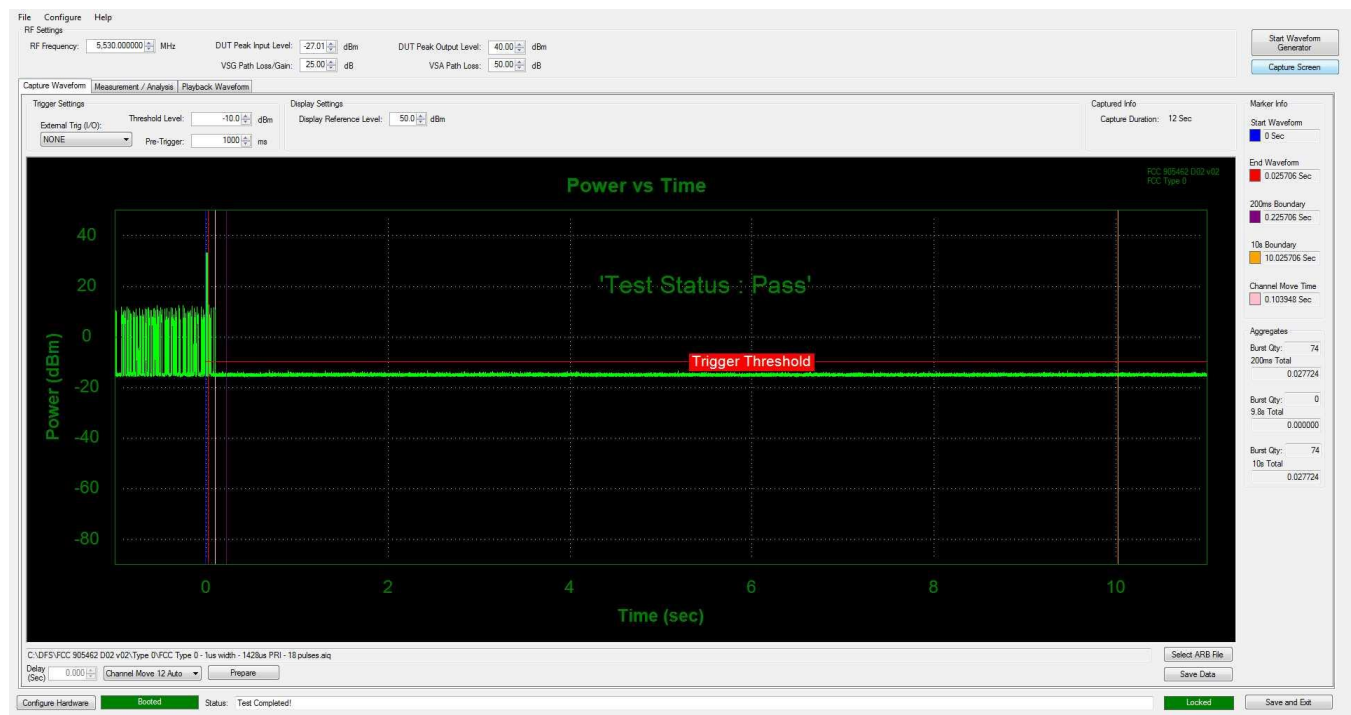 File Configure Help
RF Settings
RF Frequency: 5,530.000000 MHz DUT Peak Input Level: -27.01 dBm DUT Peak Output Level: 40.00 dBm
VSG Path Loss/Gain: 25.00 dB VSA Path Loss: 50.00 dB
Start Waveform Generator
Capture Screen
Capture Waveform Measurement / Analysis Playback Waveform
Trigger Settings
External Trig (I/O): Threshold Level: -10.0 dBm
NONE Pre-Trigger: 1000 ms
Display Settings
Display Reference Level: 50.0 dBm
Captured Info
Capture Duration: 12 Sec
Marker Info
Start Waveform
0 Sec
End Waveform
0.025706 Sec
200ms Boundary
0.225706 Sec
10s Boundary
10.025706 Sec
Channel Move Time
0.103948 Sec
Aggregates
Burst Qty: 74
200ms Total
0.027724
Burst Qty: 0
9.8s Total
0.000000
Burst Qty: 74
10s Total
0.027724
FCC 905462 D02 v02
FCC Type 0
Power vs Time
'Test Status : Pass'
Trigger Threshold
Power (dBm)
40
20
0
-20
-40
-60
-80
0 2 4 6 8 10
Time (sec)
C:\DFS\FCC 905462 D02 v02\Type 0\FCC Type 0 - 1us width - 1428us PRI - 18 pulses.aiq
Select ARB File
Delay (Sec) 0.000 Channel Move 12 Auto Prepare
Save Data
Configure Hardware Booted Status: Test Completed! Locked Save and Exit